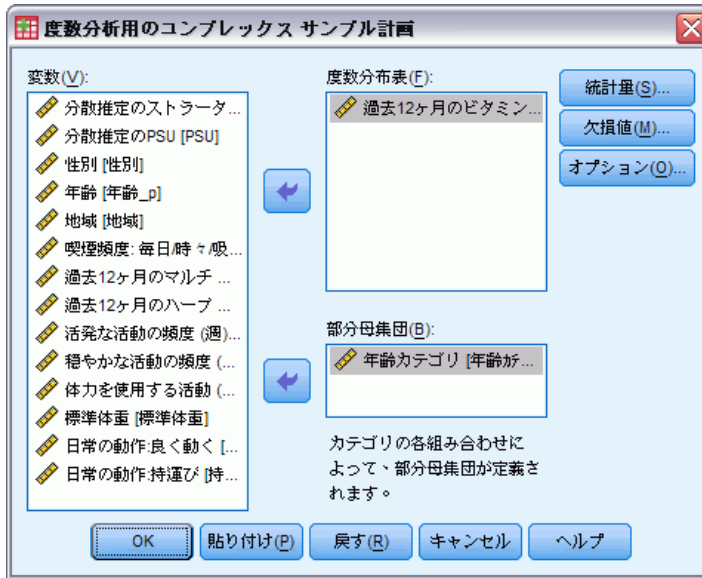 度数分析用のコンプレックス サンプル計画
変数(V):
分散推定のストラータ...
分散推定のPSU [PSU]
性別 [性別]
年齢 [年齢_p]
地域 [地域]
喫煙頻度: 毎日/時々/吸...
過去12ヶ月のマルチ ...
過去12ヶ月のハーブ ...
活発な活動の頻度 (週)...
穏やかな活動の頻度 (...
体力を使用する活動 (...
標準体重 [標準体重]
日常の動作:良く動く [...
日常の動作:持運び [持...
度数分布表(F):
過去12ヶ月のビタミン...
部分母集団(B):
年齢カテゴリ [年齢ｶﾃ...
カテゴリの各組み合わせに
よって、部分母集団が定義さ
れます。
統計量(S)...
欠損値(M)...
オプション(O)...
OK
貼り付け(P)
戻す(R)
キャンセル
ヘルプ